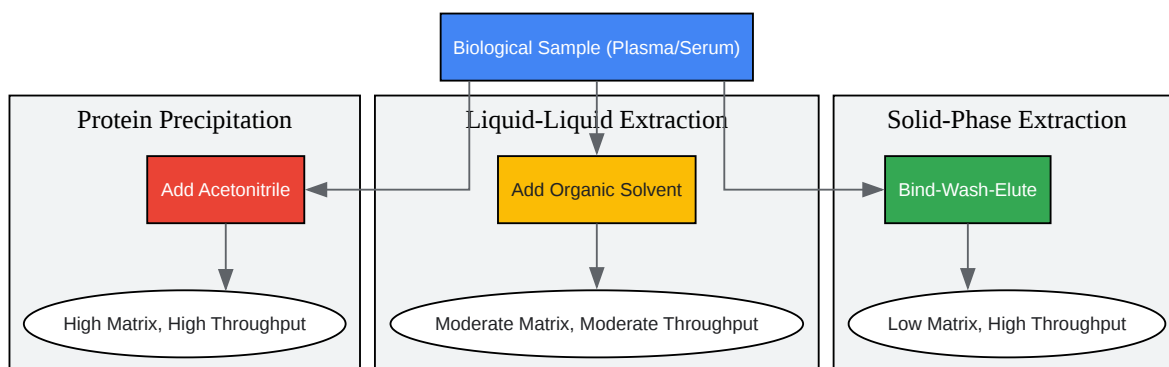 Biological Sample (Plasma/Serum)
Protein Precipitation
Liquid-Liquid Extraction
Solid-Phase Extraction
Add Acetonitrile
Add Organic Solvent
Bind-Wash-Elute
High Matrix, High Throughput
Moderate Matrix, Moderate Throughput
Low Matrix, High Throughput